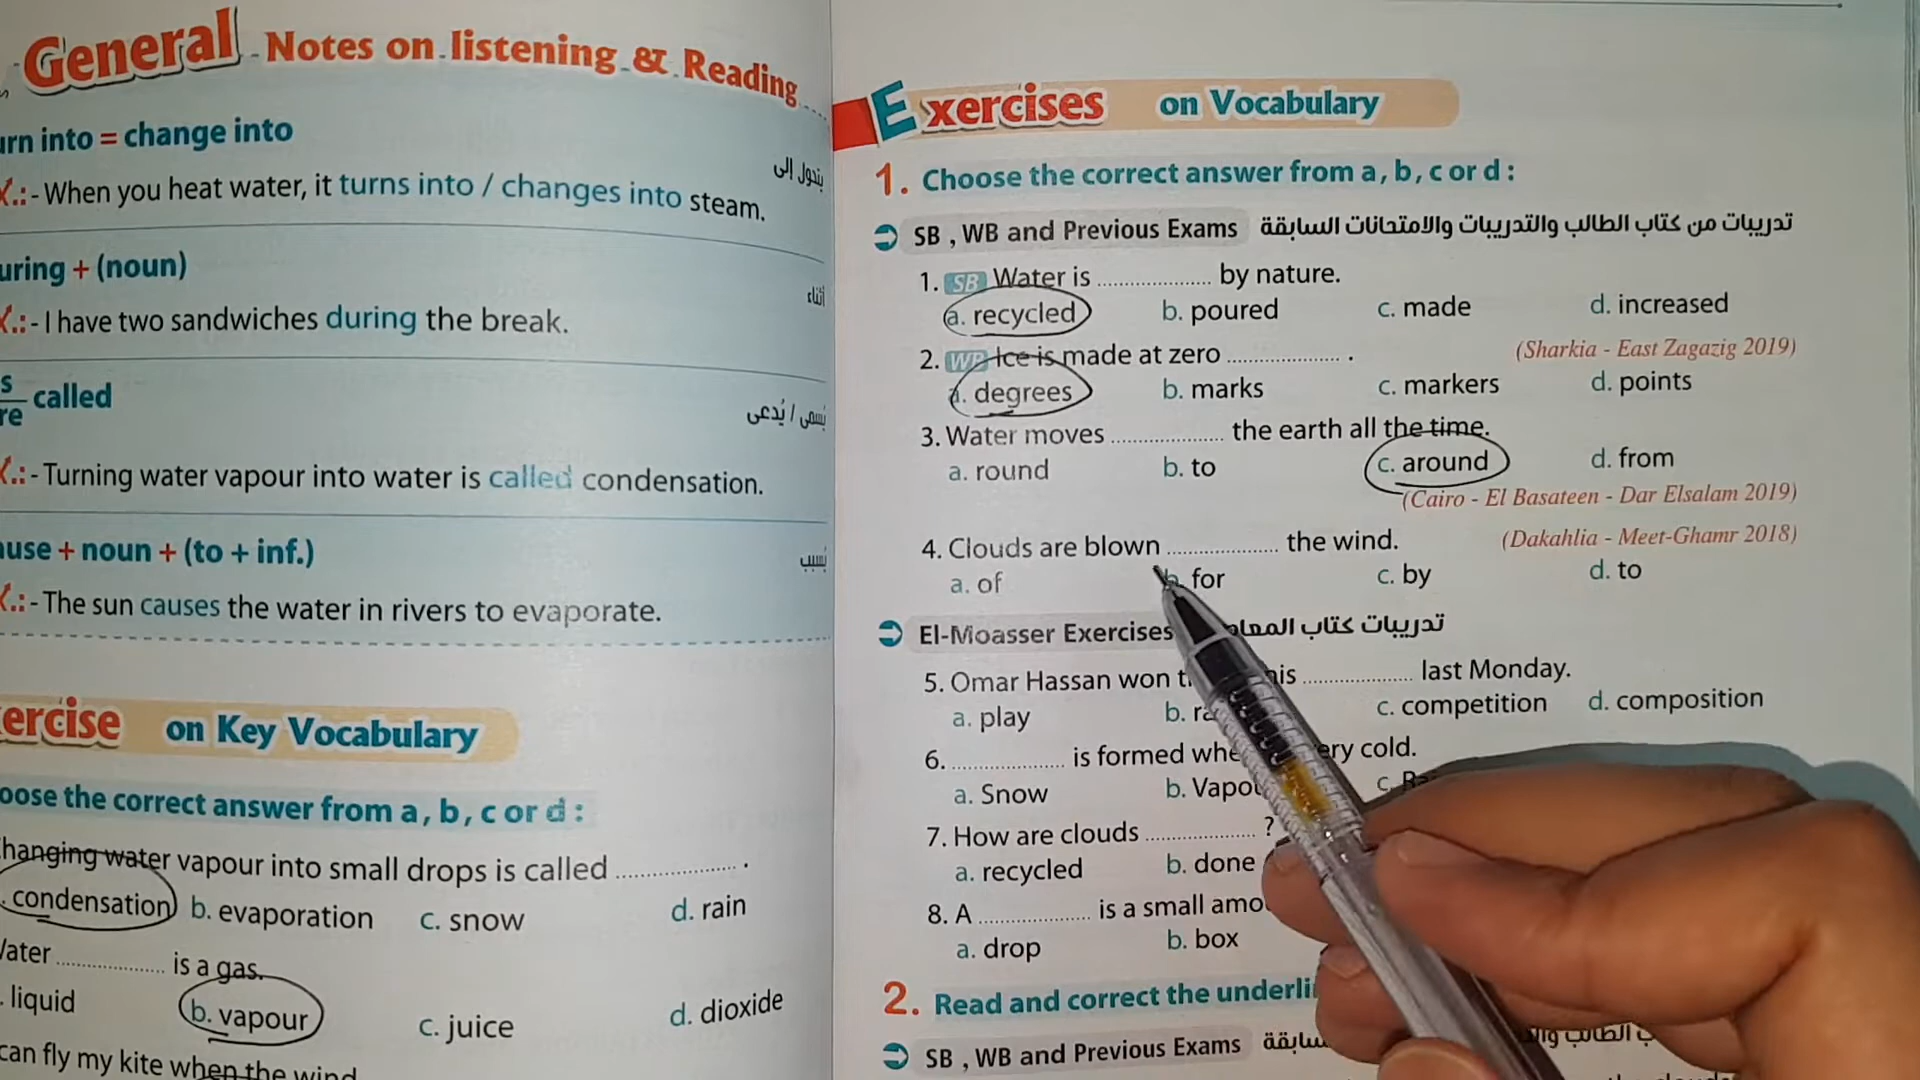 General Notes on listening & Reading
turn into = change into
يتحول إلى
- When you heat water, it turns into / changes into steam.
uring + (noun)
أثناء
- I have two sandwiches during the break.
called
يُسمى / يُدعى
- Turning water vapour into water is called condensation.
ause + noun + (to + inf.)
يُسبب
- The sun causes the water in rivers to evaporate.
ercise on Key Vocabulary
oose the correct answer from a, b, c or d :
hanging water vapour into small drops is called .................... .
condensation b. evaporation c. snow d. rain
Water .................... is a gas.
liquid b. vapour c. juice d. dioxide
can fly my kite when the wind
Exercises on Vocabulary
1. Choose the correct answer from a, b, c or d :
SB , WB and Previous Exams تدريبات من كتاب الطالب والتدريبات والامتحانات السابقة
1. SB Water is .................... by nature.
a. recycled b. poured c. made d. increased
2. WB Ice is made at zero .................... . (Sharkia - East Zagazig 2019)
a. degrees b. marks c. markers d. points
3. Water moves .................... the earth all the time.
a. round b. to c. around d. from
(Cairo - El Basateen - Dar Elsalam 2019)
4. Clouds are blown .................... the wind. (Dakahlia - Meet-Ghamr 2018)
a. of b. for c. by d. to
El-Moasser Exercises تدريبات كتاب
5. Omar Hassan won .................... last Monday.
a. play b. c. competition d. composition
6. .................... is formed cold.
a. Snow b. c.
7. How are clouds .................... ?
a. recycled b. done
8. A .................... is a small
a. drop b. box
2. Read and correct the
SB , WB and Previous Exams